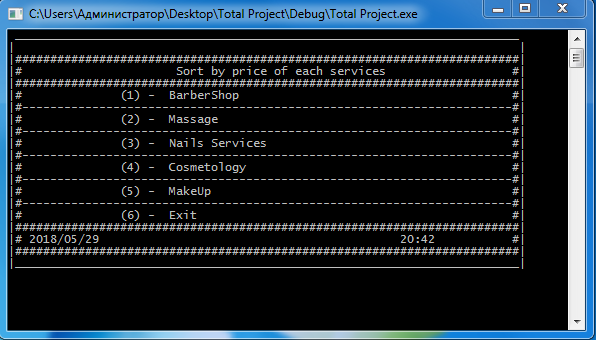 C:\Users\Администратор\Desktop\Total Project\Debug\Total Project.exe
########################################################################
# Sort by price of each services #
########################################################################
# (1) - BarberShop #
#----------------------------------------------------------------------#
# (2) - Massage #
#----------------------------------------------------------------------#
# (3) - Nails Services #
#----------------------------------------------------------------------#
# (4) - Cosmetology #
#----------------------------------------------------------------------#
# (5) - MakeUp #
#----------------------------------------------------------------------#
# (6) - Exit #
########################################################################
# 2018/05/29 20:42 #
########################################################################